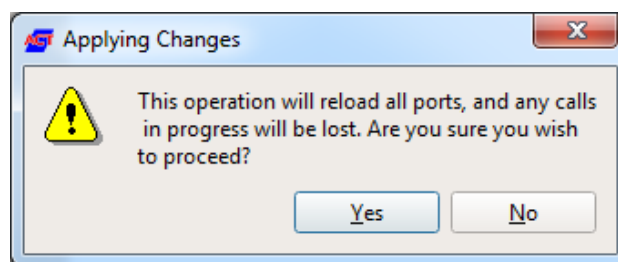 AGT Applying Changes
This operation will reload all ports, and any calls
in progress will be lost. Are you sure you wish
to proceed?
Yes No